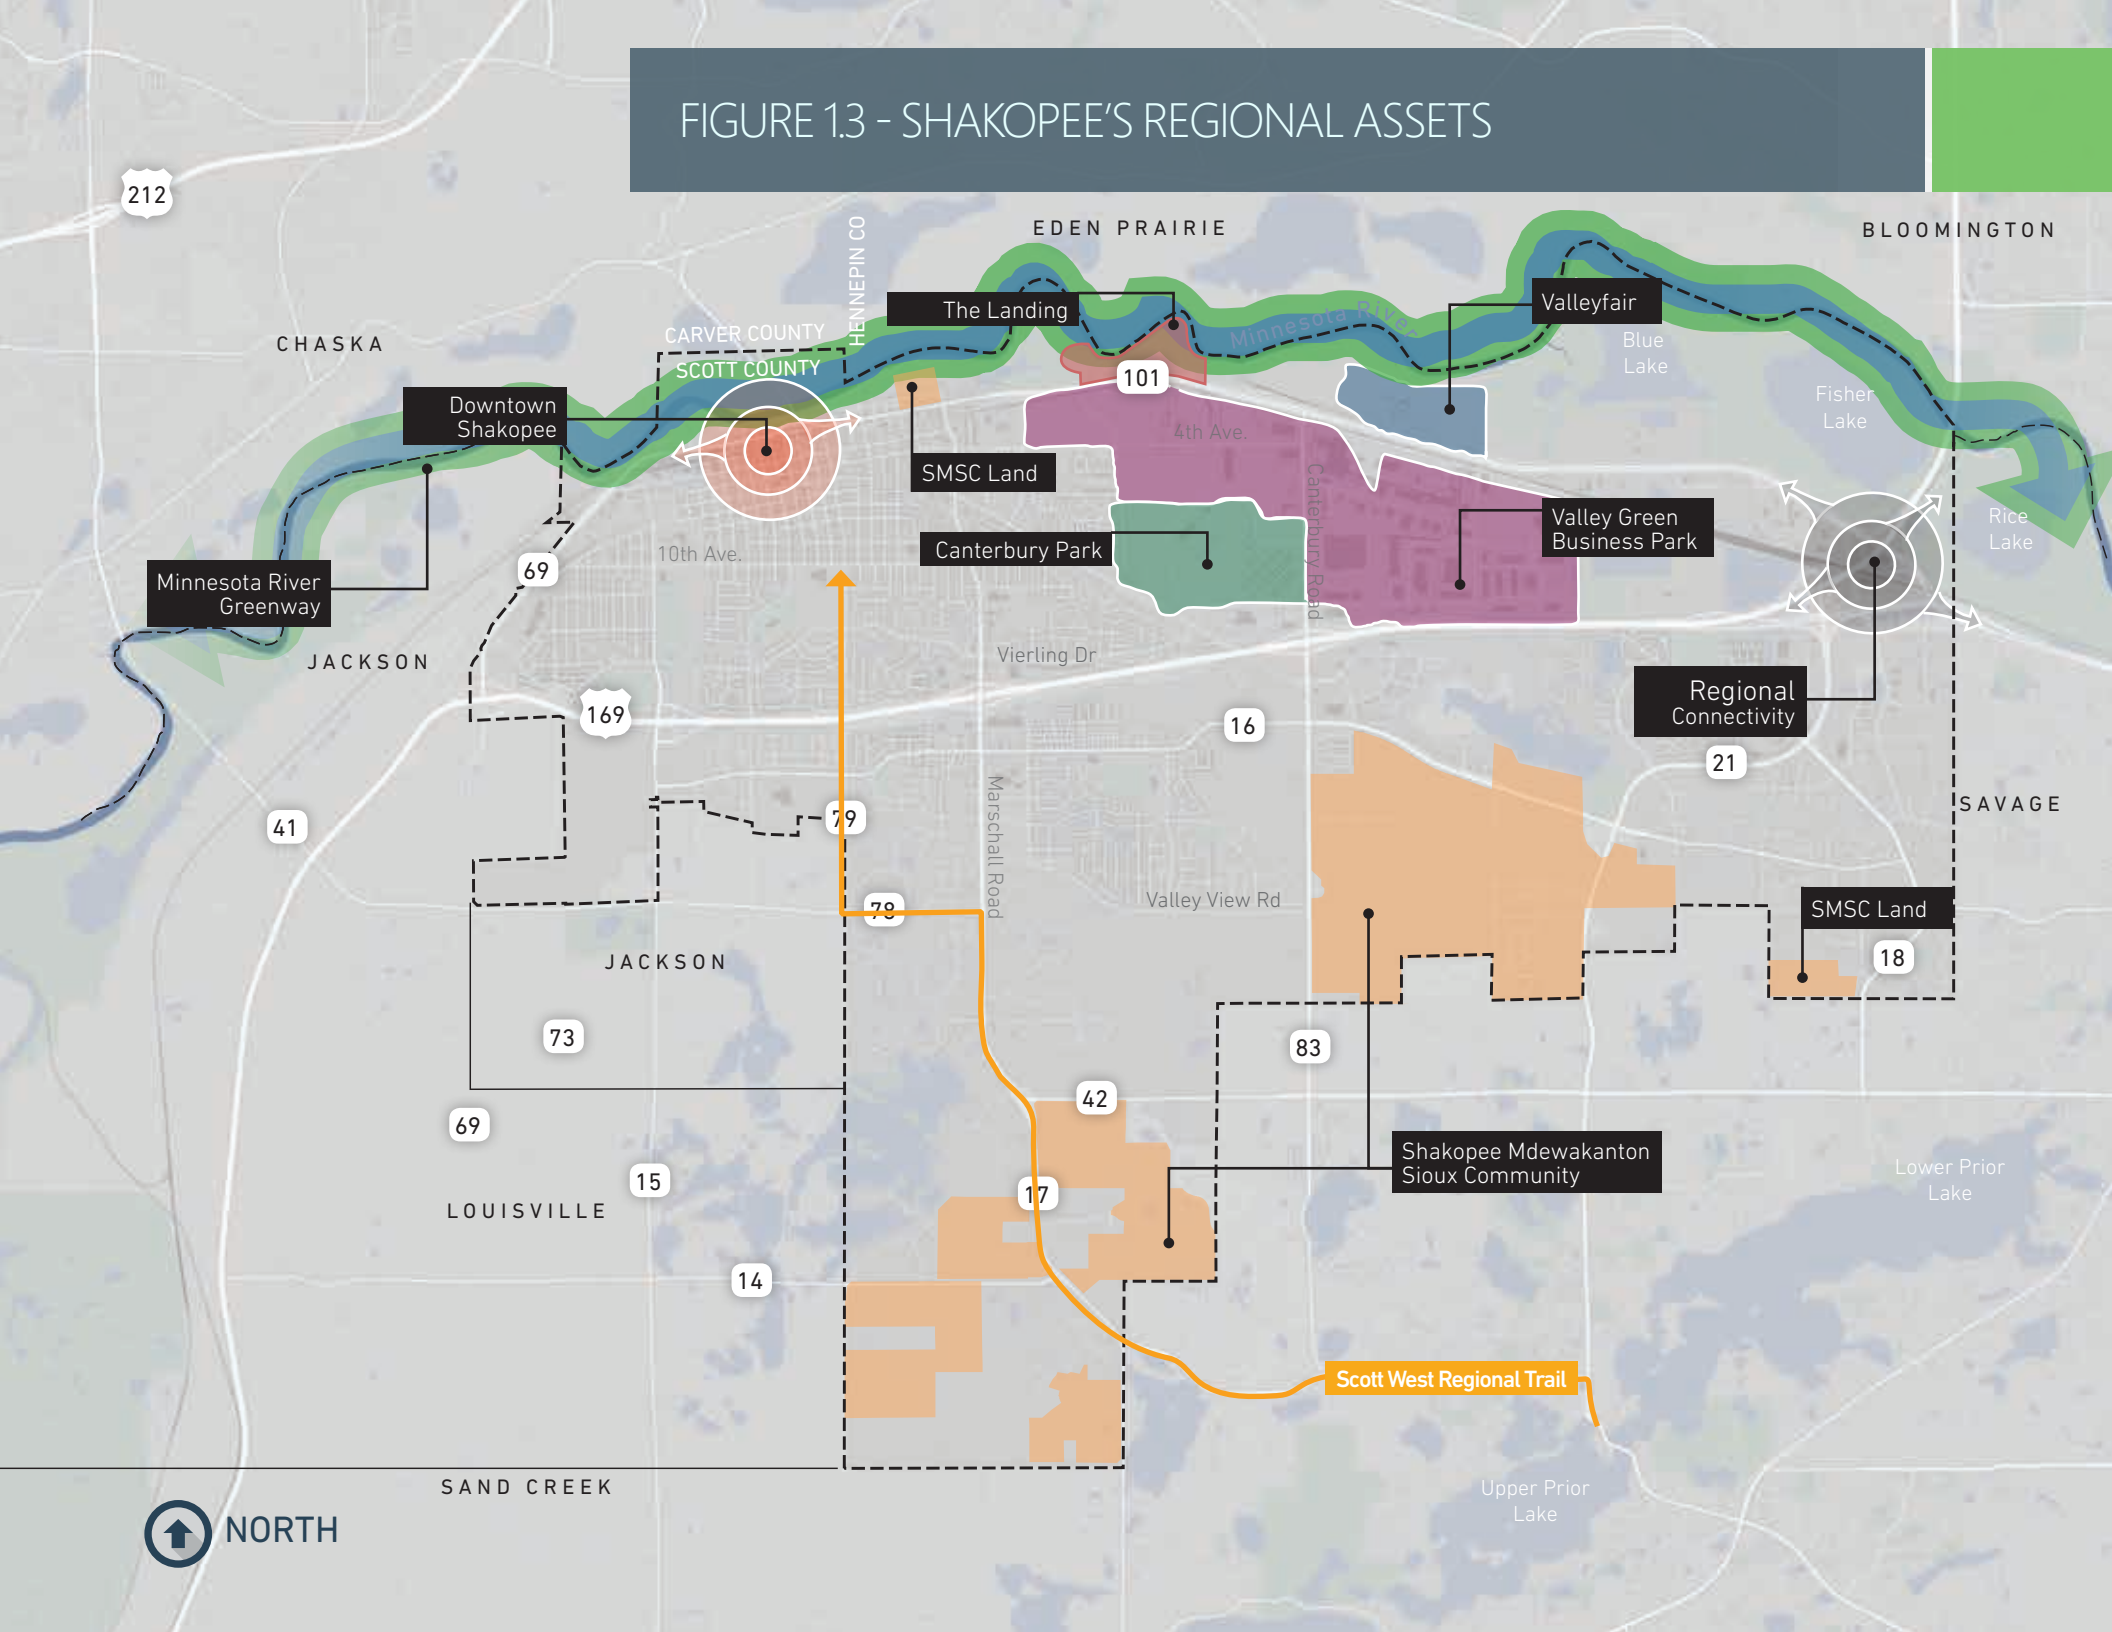 FIGURE 1.3 - SHAKOPEE'S REGIONAL ASSETS
212
EDEN PRAIRIE
BLOOMINGTON
HENNEPIN CO
The Landing
Valleyfair
Minnesota River
CHASKA
CARVER COUNTY
SCOTT COUNTY
Blue
Lake
101
Fisher
Lake
Downtown
Shakopee
4th Ave.
SMSC Land
Canterbury Road
Valley Green
Business Park
Rice
Lake
Canterbury Park
10th Ave.
69
Minnesota River
Greenway
JACKSON
Vierling Dr
Regional
Connectivity
169
16
21
SAVAGE
79
41
Marschall Road
Valley View Rd
78
SMSC Land
18
JACKSON
73
83
42
69
Shakopee Mdewakanton
Sioux Community
Lower Prior
Lake
15
17
LOUISVILLE
14
Scott West Regional Trail
SAND CREEK
Upper Prior
Lake
NORTH